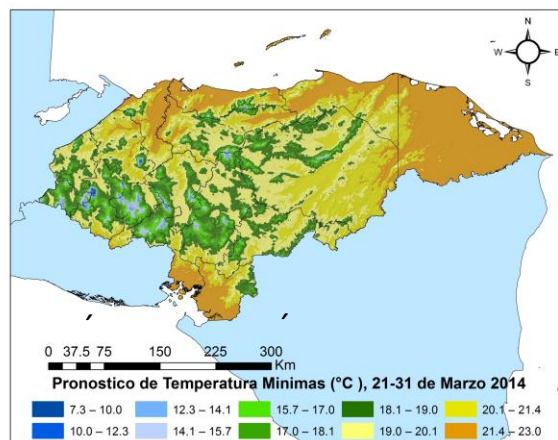 N
W E
S
0 37.5 75 150 225 300
Km
Pronostico de Temperatura Minimas (°C ), 21-31 de Marzo 2014
7.3 – 10.0 12.3 – 14.1 15.7 – 17.0 18.1 – 19.0 20.1 – 21.4
10.0 – 12.3 14.1 – 15.7 17.0 – 18.1 19.0 – 20.1 21.4 – 23.0